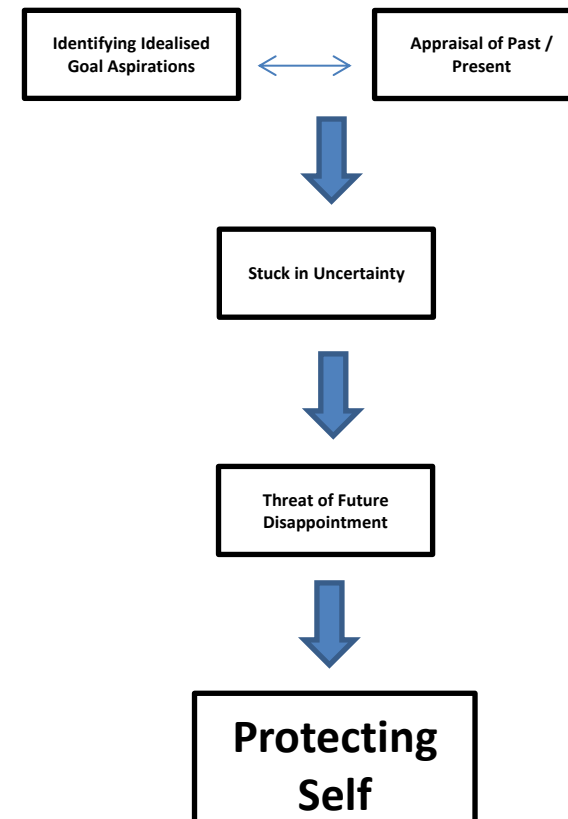 Identifying Idealised
Goal Aspirations
Appraisal of Past /
Present
Stuck in Uncertainty
Threat of Future
Disappointment
Protecting
Self